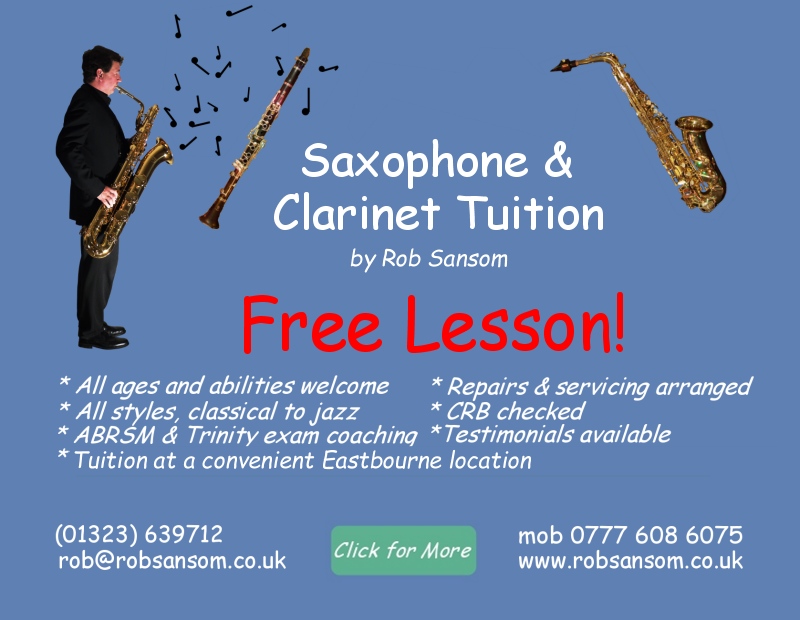 Saxophone &
Clarinet Tuition
by Rob Sansom
Free Lesson!
* All ages and abilities welcome
* All styles, classical to jazz
* ABRSM & Trinity exam coaching
* Tuition at a convenient Eastbourne location
* Repairs & servicing arranged
* CRB checked
*Testimonials available
(01323) 639712
rob@robsansom.co.uk
Click for More
mob 0777 608 6075
www.robsansom.co.uk